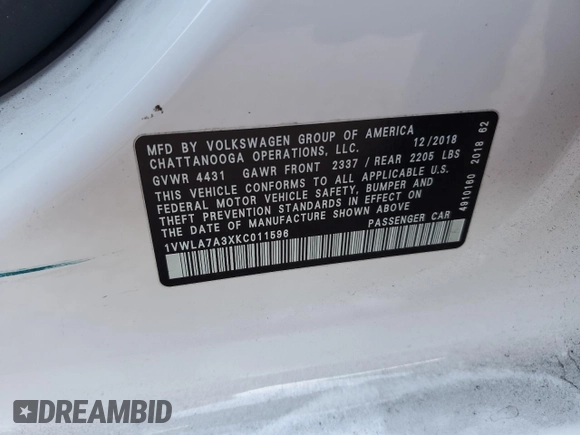 MFD BY VOLKSWAGEN GROUP OF AMERICA
CHATTANOOGA OPERATIONS, LLC. 12/2018
GVWR 4431 GAWR FRONT 2337 / REAR 2205 LBS
THIS VEHICLE CONFORMS TO ALL APPLICABLE U.S.
FEDERAL MOTOR VEHICLE SAFETY, BUMPER AND
THEFT PREVENTION STANDARDS IN EFFECT ON
THE DATE OF MANUFACTURE SHOWN ABOVE.
1VWLA7A3XKC011596 PASSENGER CAR
4910160 2018 62
DREAMBID